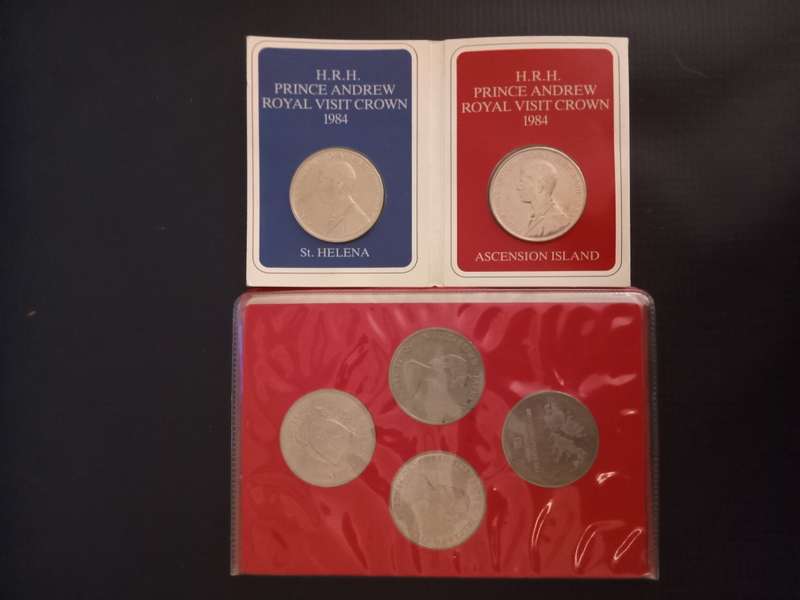 H.R.H.
PRINCE ANDREW
ROYAL VISIT CROWN
1984
St. HELENA
H.R.H.
PRINCE ANDREW
ROYAL VISIT CROWN
1984
ASCENSION ISLAND